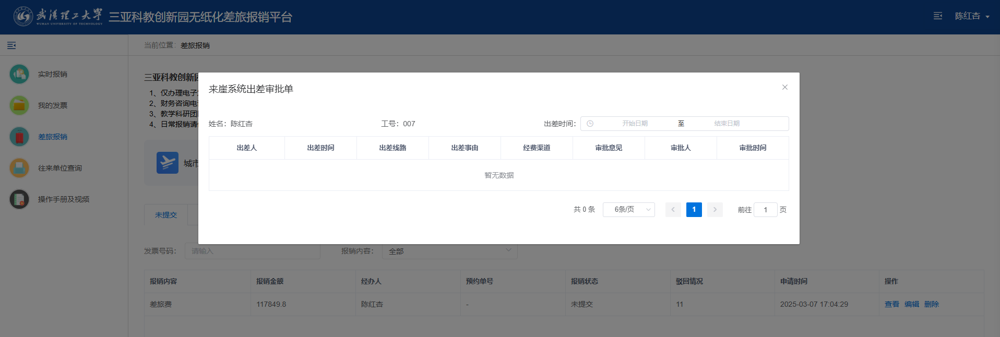 武汉理工大学
WUHAN UNIVERSITY OF TECHNOLOGY
三亚科教创新园无纸化差旅报销平台
陈红杏
当前位置：差旅报销
实时报销
我的发票
差旅报销
往来单位查询
操作手册及视频
三亚科教创新园
1、仅办理电子
2、财务咨询电
3、教学科研团
4、日常报销请
城市
来崖系统出差审批单
姓名：陈红杏 工号：007 出差时间： 开始日期 至 结束日期
出差人 出差时间 出差线路 出差事由 经费渠道 审批意见 审批人 审批时间
暂无数据
共 0 条 6条/页 1 前往 1 页
未提交
发票号码： 请输入 报销内容： 全部
报销内容 报销金额 经办人 预约单号 报销状态 驳回情况 申请时间 操作
差旅费 117849.8 陈红杏 - 未提交 11 2025-03-07 17:04:29 查看 编辑 删除